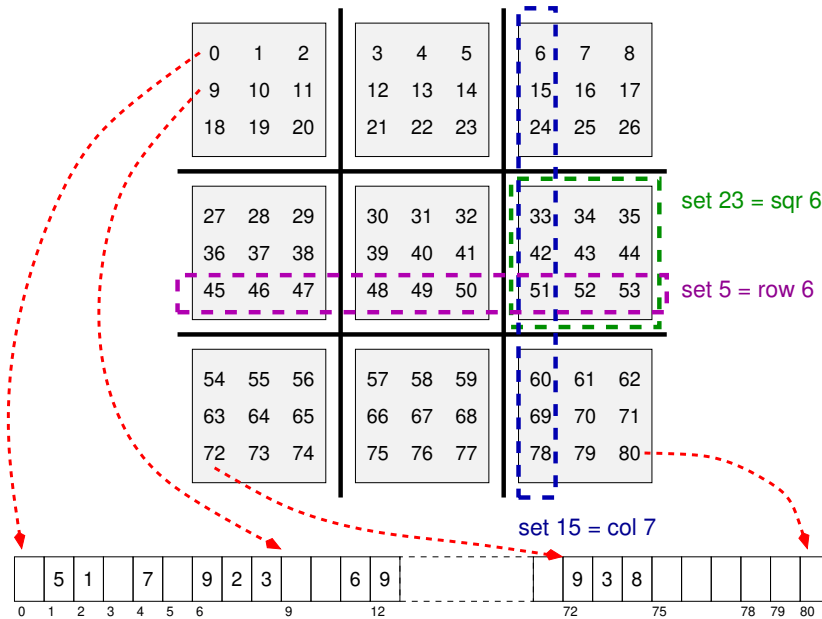 0 1 2 3 4 5 6 7 8
9 10 11 12 13 14 15 16 17
18 19 20 21 22 23 24 25 26
27 28 29 30 31 32 33 34 35
set 23 = sqr 6
36 37 38 39 40 41 42 43 44
45 46 47 48 49 50 51 52 53
set 5 = row 6
54 55 56 57 58 59 60 61 62
63 64 65 66 67 68 69 70 71
72 73 74 75 76 77 78 79 80
set 15 = col 7
5 1 7 9 2 3 6 9 9 3 8
0 1 2 3 4 5 6 9 12 72 75 78 79 80